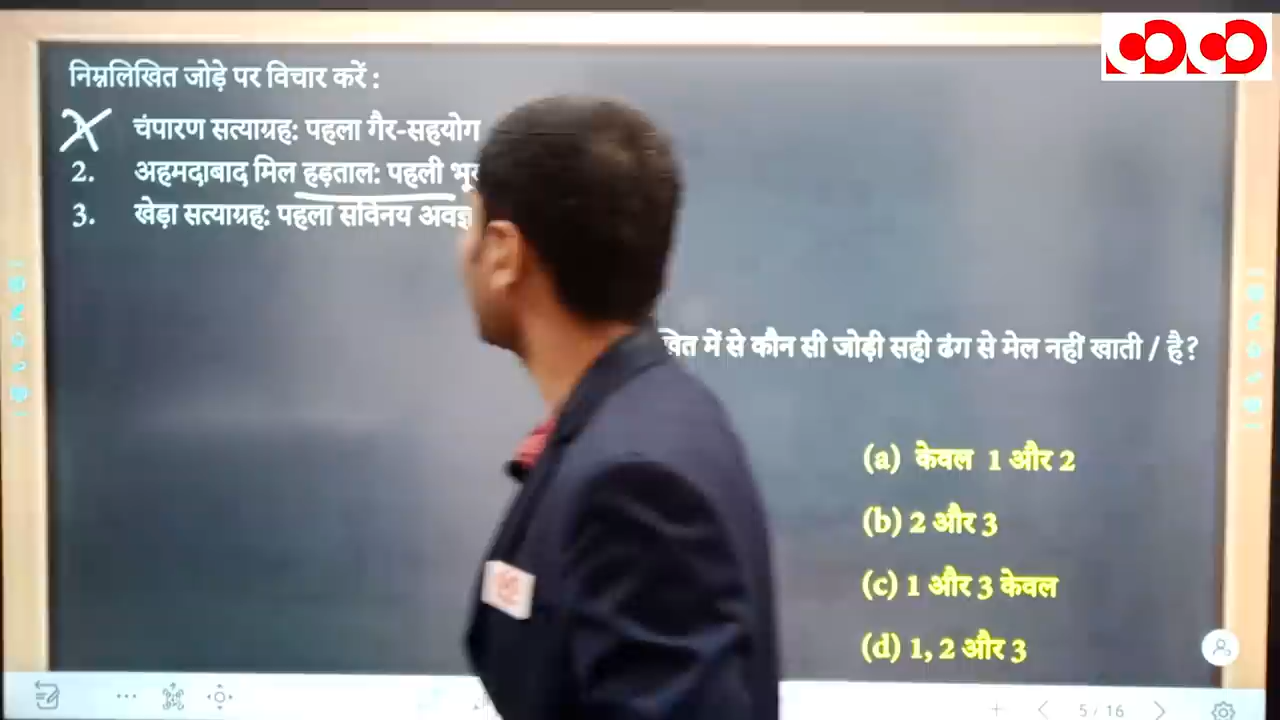 निम्नलिखित जोड़े पर विचार करें :
चंपारण सत्याग्रह: पहला गैर-सहयोग
2. अहमदाबाद मिल हड़ताल: पहली
3. खेड़ा सत्याग्रह: पहला सविनय
में से कौन सी जोड़ी सही ढंग से मेल नहीं खाती / है?
(a) केवल 1 और 2
(b) 2 और 3
(c) 1 और 3 केवल
(d) 1, 2 और 3
5 / 16